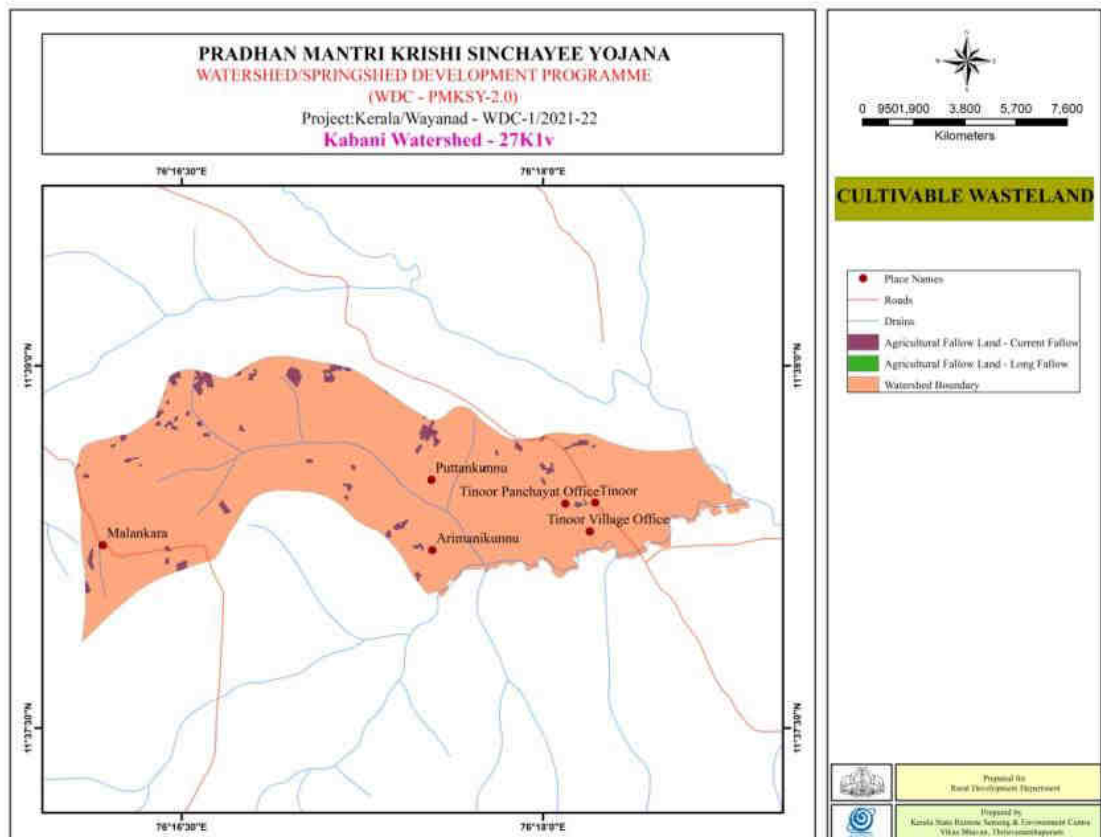 PRADHAN MANTRI KRISHI SINCHAYEE YOJANA
WATERSHED/SPRINGSHED DEVELOPMENT PROGRAMME
(WDC - PMKSY-2.0)
Project:Kerala/Wayanad - WDC-1/2021-22
Kabani Watershed - 27K1v
76°16'30"E 76°18'0"E
11°39'0"N 11°39'0"N
Puttankunnu
Tinoor Panchayat Office Tinoor
Tinoor Village Office
Malankara
Arimanikunnu
11°37'30"N 11°37'30"N
76°16'30"E 76°18'0"E
N
0 9501,900 3,800 5,700 7,600
Kilometers
CULTIVABLE WASTELAND
Place Names
Roads
Drains
Agricultural Fallow Land - Current Fallow
Agricultural Fallow Land - Long Fallow
Watershed Boundary
Prepared for
Rural Development Department
Prepared by
Kerala State Remote Sensing & Environment Centre
Vikas Bhavan, Thiruvananthapuram